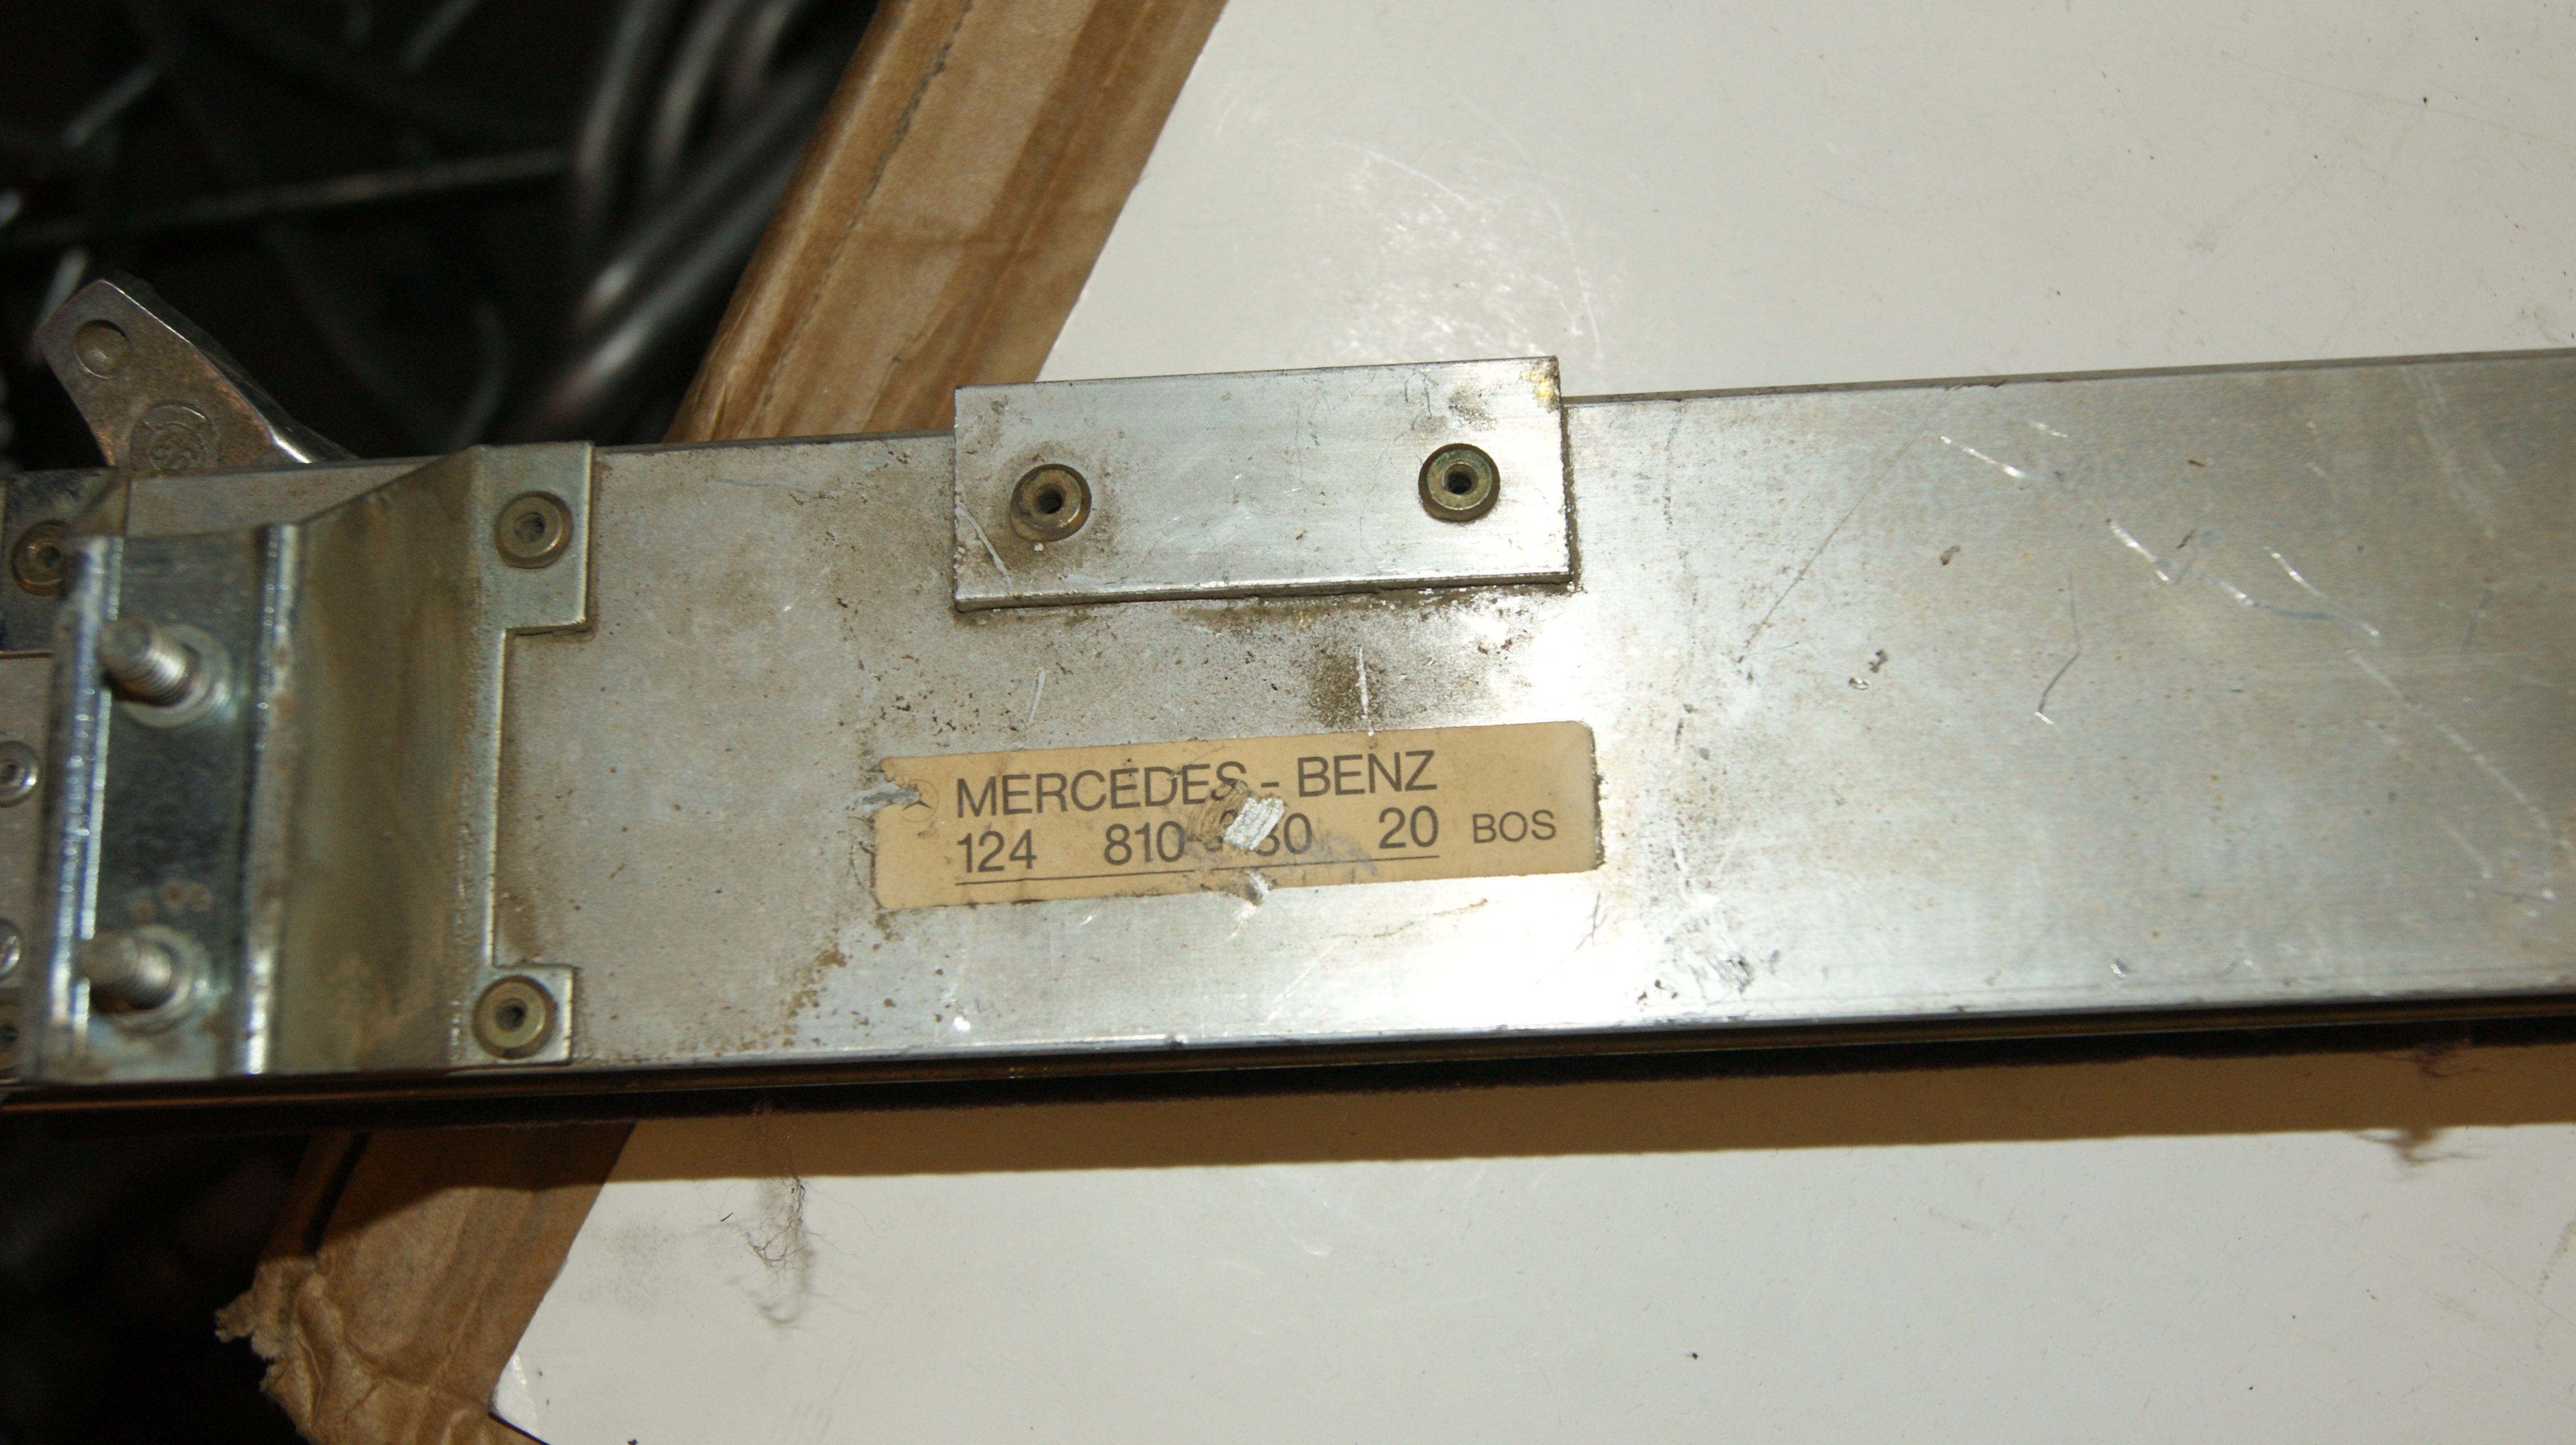 MERCEDES - BENZ
124 810 20 BOS